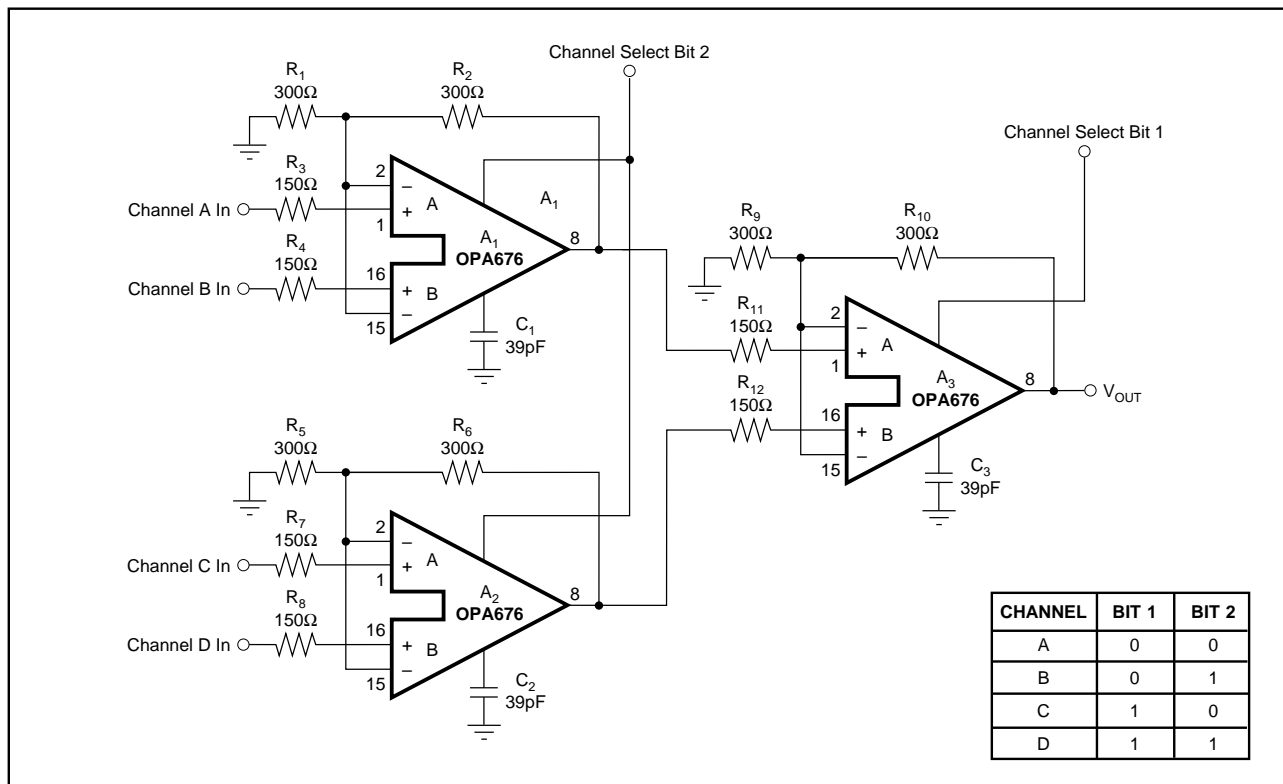 Channel Select Bit 2
R1
300Ω
R2
300Ω
Channel Select Bit 1
R3
150Ω
2
–
A
A1
Channel A In
+
1
A1
OPA676
8
R4
150Ω
16
Channel B In
+
B
–
15
C1
39pF
R9
300Ω
R10
300Ω
R11
150Ω
2
–
A
+
1
A3
OPA676
8
VOUT
R12
150Ω
16
+
B
–
15
C3
39pF
R5
300Ω
R6
300Ω
R7
150Ω
2
–
A
Channel C In
+
1
A2
OPA676
8
R8
150Ω
16
Channel D In
+
B
–
15
C2
39pF
CHANNEL BIT 1 BIT 2
A 0 0
B 0 1
C 1 0
D 1 1